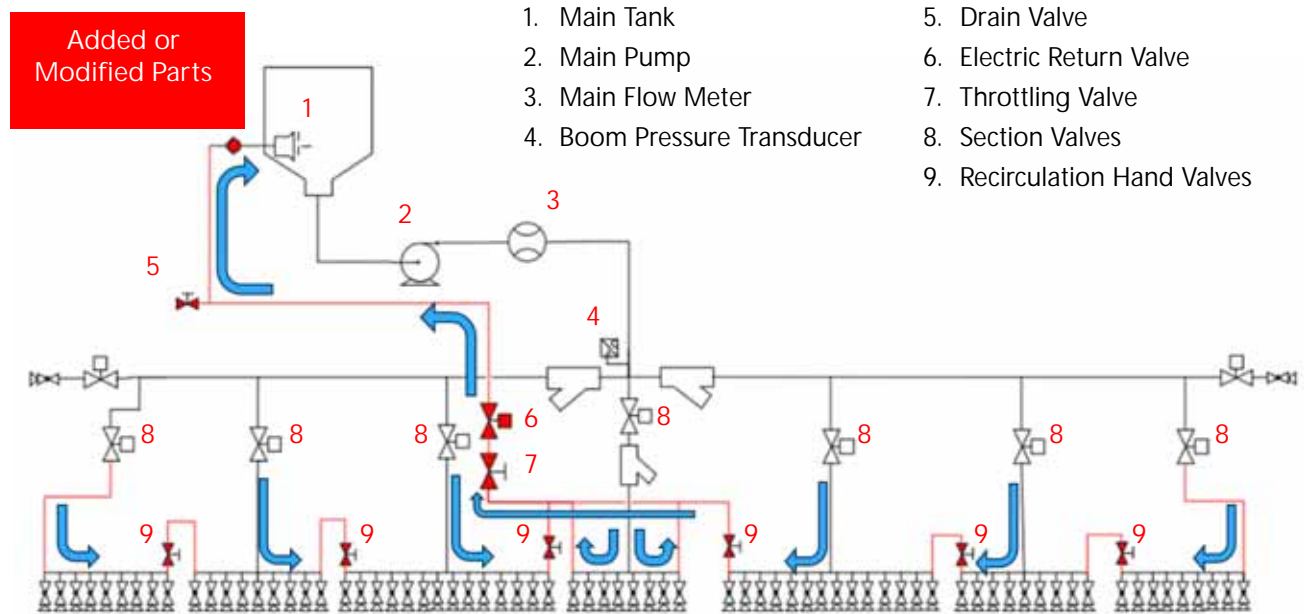 Added or
Modified Parts
1. Main Tank
2. Main Pump
3. Main Flow Meter
4. Boom Pressure Transducer
5. Drain Valve
6. Electric Return Valve
7. Throttling Valve
8. Section Valves
9. Recirculation Hand Valves
1
2
3
5
4
6
8
8
8
8
8
8
8
7
9
9
9
9
9
9